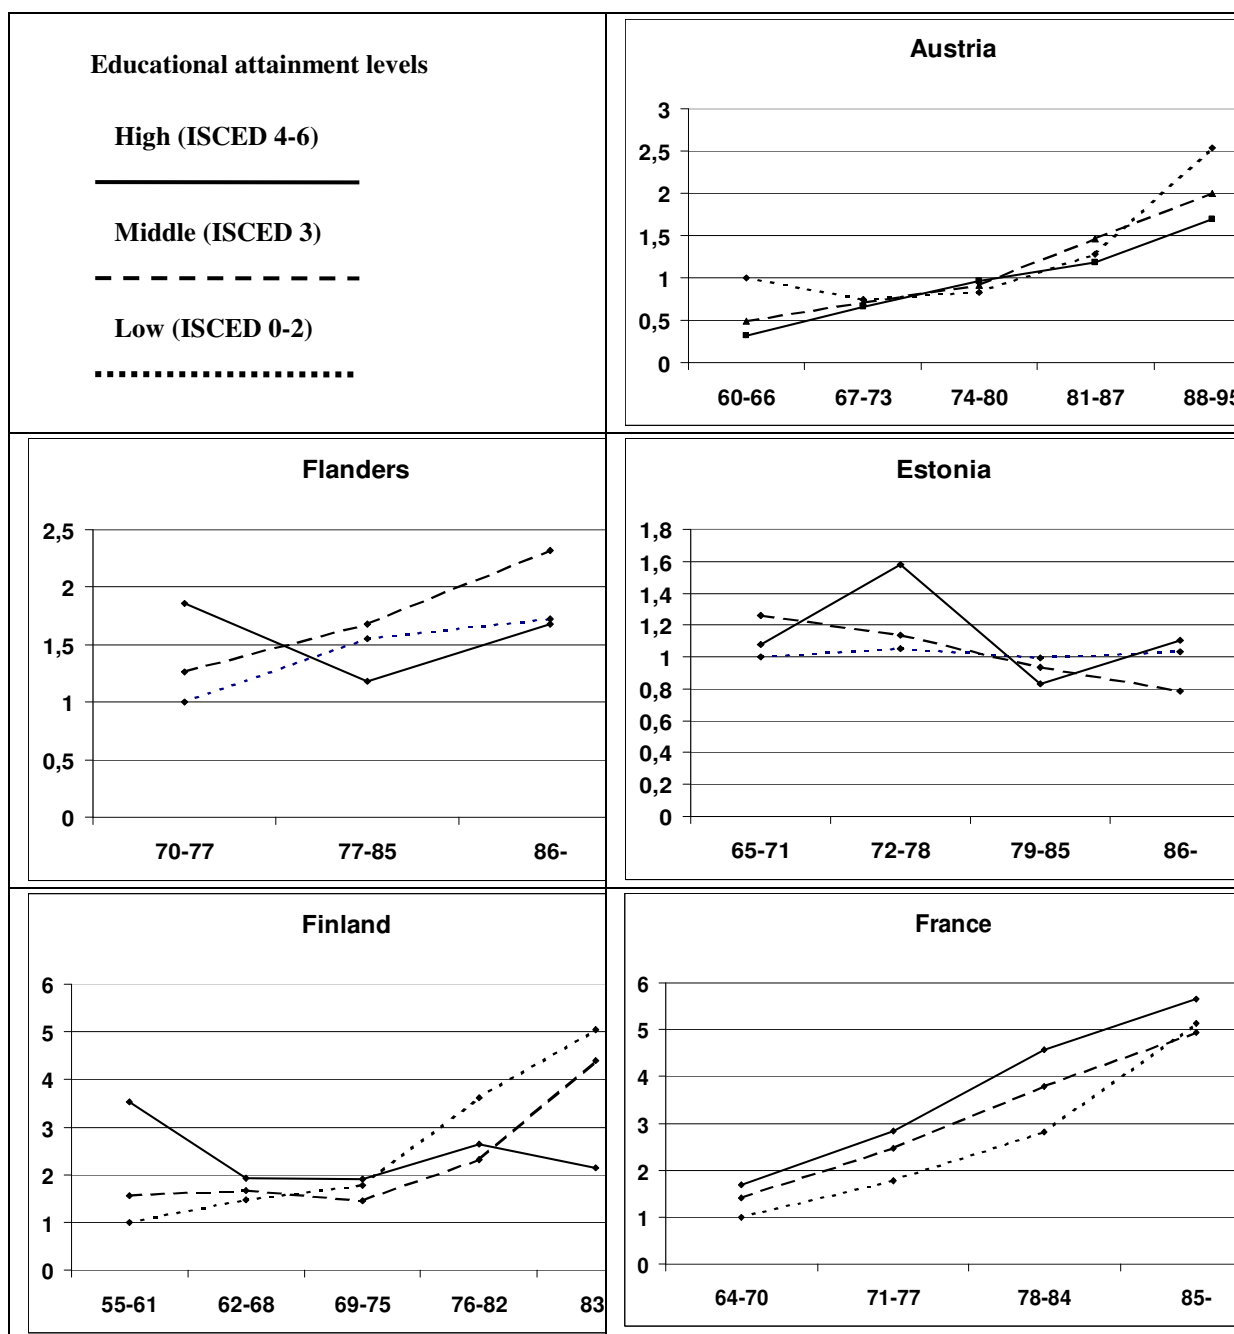 Educational attainment levels
High (ISCED 4-6)
Middle (ISCED 3)
Low (ISCED 0-2)
Austria
3
2,5
2
1,5
1
0,5
0
60-66 67-73 74-80 81-87 88-95
Flanders
2,5
2
1,5
1
0,5
0
70-77 77-85 86-
Estonia
1,8
1,6
1,4
1,2
1
0,8
0,6
0,4
0,2
0
65-71 72-78 79-85 86-
Finland
6
5
4
3
2
1
0
55-61 62-68 69-75 76-82 83
France
6
5
4
3
2
1
0
64-70 71-77 78-84 85-